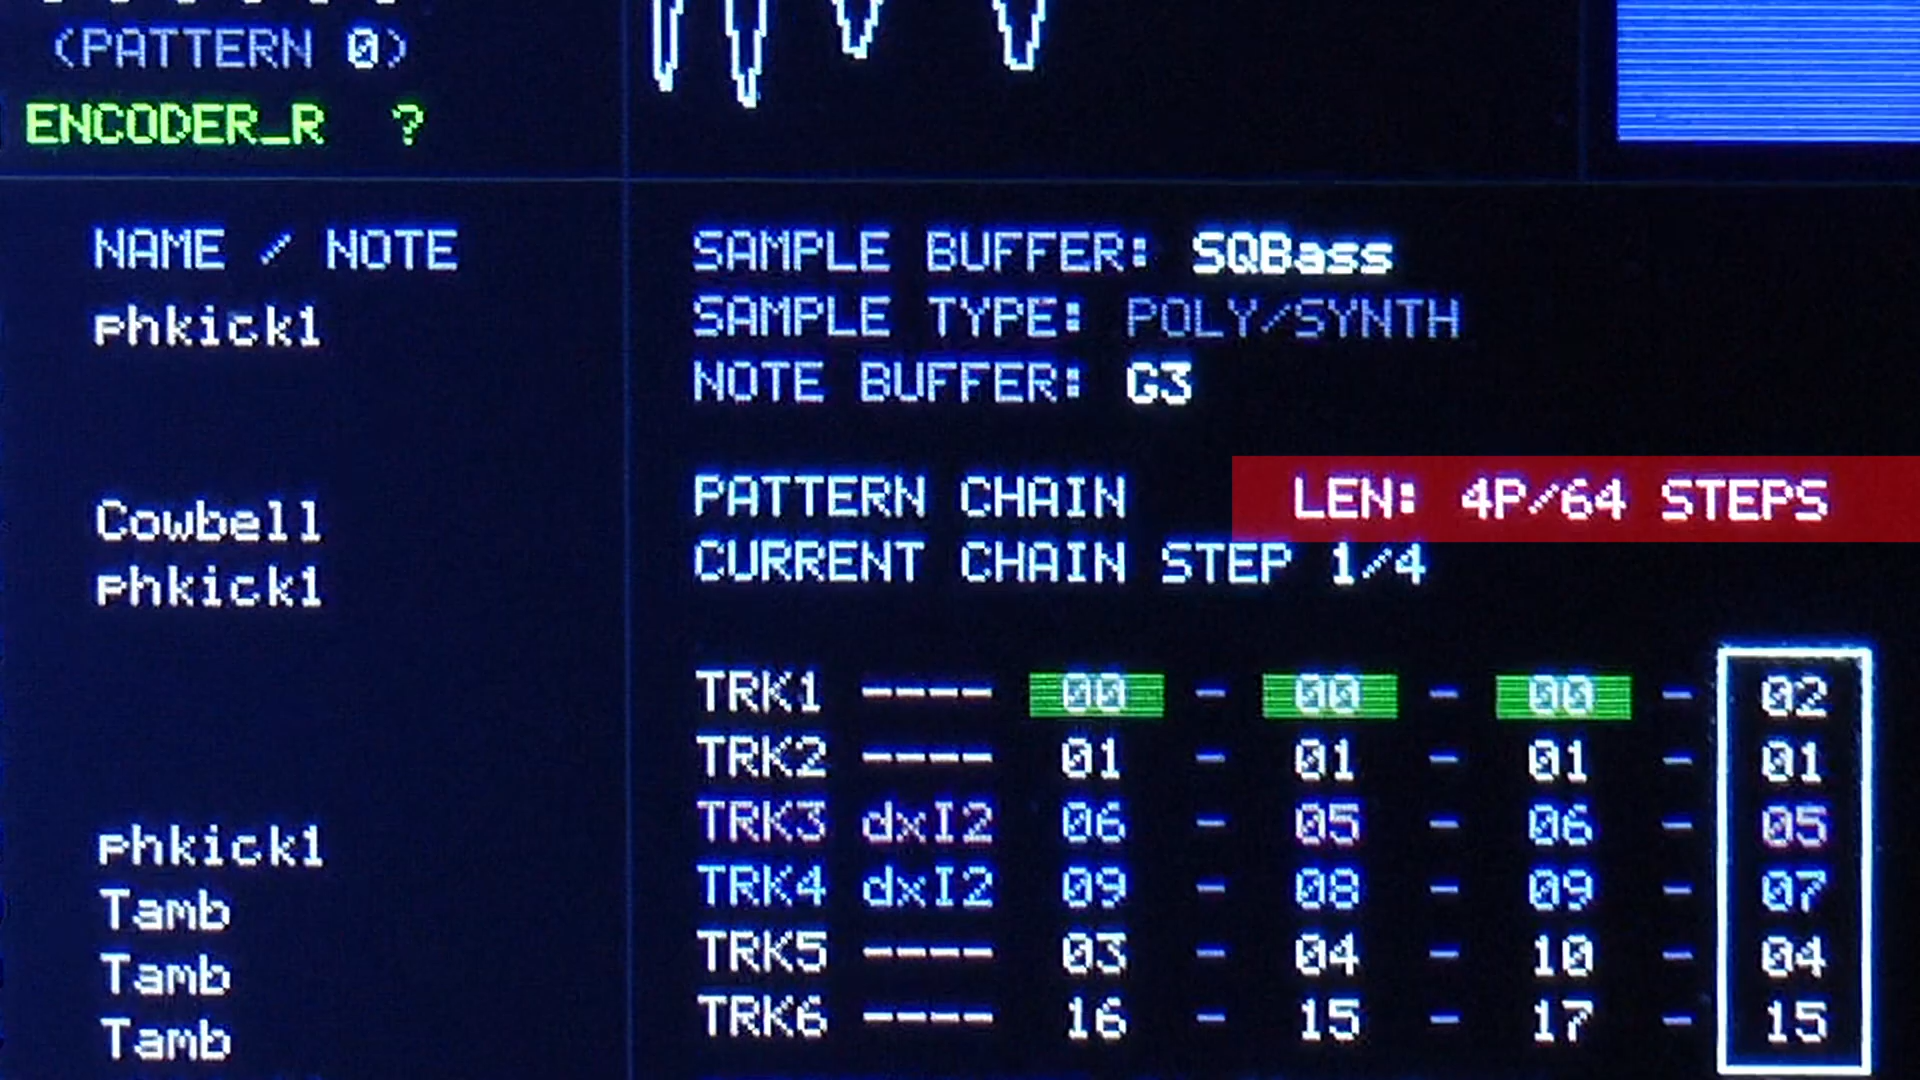 (PATTERN 0)
ENCODER_R ?
NAME / NOTE
phkick1
Cowbell
phkick1
phkick1
Tamb
Tamb
Tamb
SAMPLE BUFFER: SQBass
SAMPLE TYPE: POLY/SYNTH
NOTE BUFFER: G3
PATTERN CHAIN LEN: 4P/64 STEPS
CURRENT CHAIN STEP 1/4
TRK1 ---- 00 - 00 - 00 - 02
TRK2 ---- 01 - 01 - 01 - 01
TRK3 dxI2 06 - 05 - 06 - 05
TRK4 dxI2 09 - 08 - 09 - 07
TRK5 ---- 03 - 04 - 10 - 04
TRK6 ---- 16 - 15 - 17 - 15